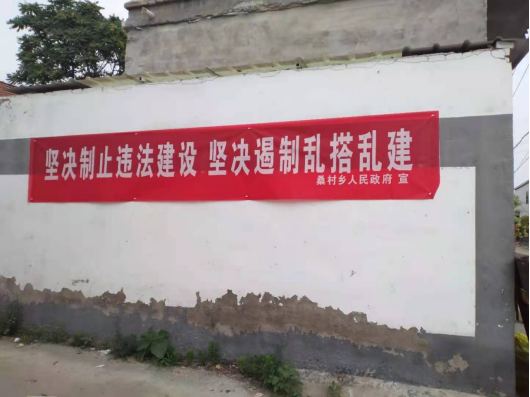 坚决制止违法建设 坚决遏制乱搭乱建
桑村乡人民政府 宣